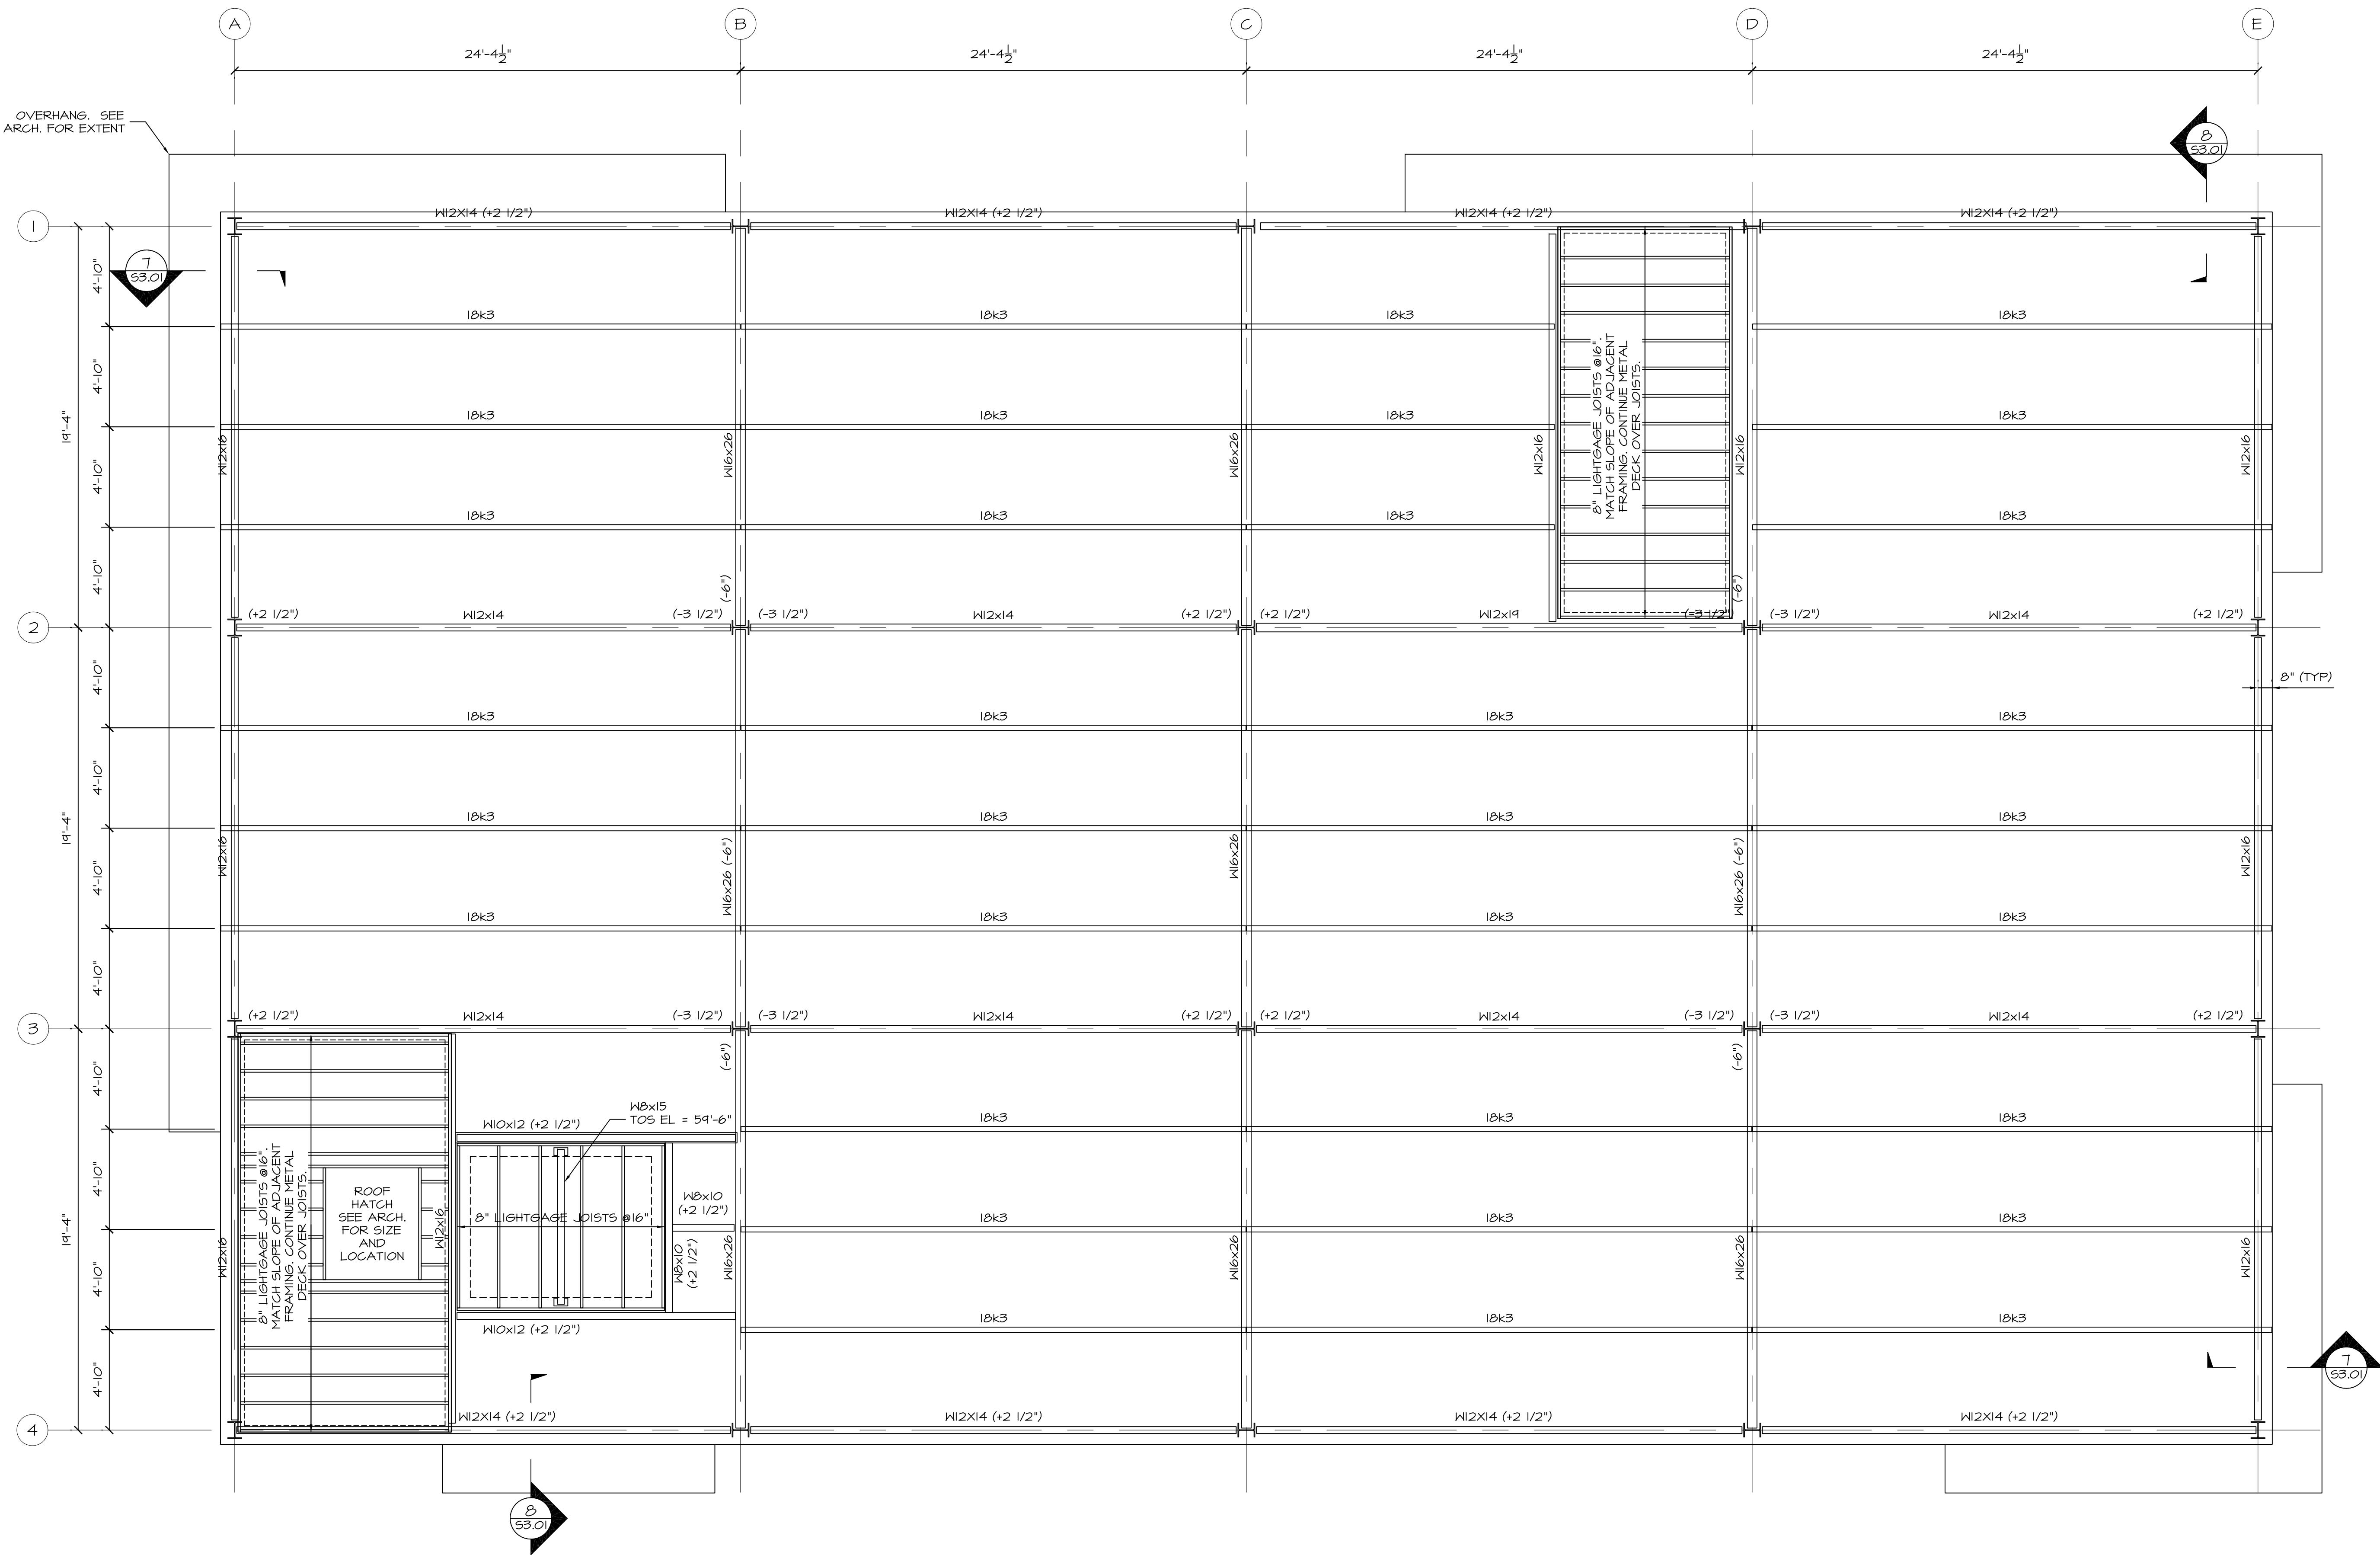 A B C D E
24'-4 1/2" 24'-4 1/2" 24'-4 1/2" 24'-4 1/2"
OVERHANG. SEE
ARCH. FOR EXTENT
8
S3.01
1
W12X14 (+2 1/2") W12X14 (+2 1/2") W12X14 (+2 1/2") W12X14 (+2 1/2")
7
S3.01
4'-10"
18k3 18k3 18k3 18k3
4'-10"
19'-4"
18k3 18k3 18k3 18k3
W12x16 W16x26 W16x26 W12x16 W12x16 W12x16
8" LIGHTGAGE JOISTS @16".
MATCH SLOPE OF ADJACENT
FRAMING. CONTINUE METAL
DECK OVER JOISTS.
4'-10"
18k3 18k3 18k3 18k3
4'-10"
(-6") (-6")
2
(+2 1/2") W12x14 (-3 1/2") (-3 1/2") W12x14 (+2 1/2") (+2 1/2") W12x19 (-3 1/2") (-3 1/2") W12x14 (+2 1/2")
4'-10"
8" (TYP)
18k3 18k3 18k3 18k3
4'-10"
19'-4"
18k3 18k3 18k3 18k3
W12x16 W16x26 (-6") W16x26 W16x26 (-6") W12x16
4'-10"
18k3 18k3 18k3 18k3
4'-10"
3
(+2 1/2") W12x14 (-3 1/2") (-3 1/2") W12x14 (+2 1/2") (+2 1/2") W12x14 (-3 1/2") (-3 1/2") W12x14 (+2 1/2")
(-6") (-6")
4'-10"
W8x15
TOS EL = 59'-6"
W10x12 (+2 1/2")
18k3 18k3 18k3
4'-10"
8" LIGHTGAGE JOISTS @16".
MATCH SLOPE OF ADJACENT
FRAMING. CONTINUE METAL
DECK OVER JOISTS.
ROOF
HATCH
SEE ARCH.
FOR SIZE
AND
LOCATION
W8x10
(+2 1/2")
8" LIGHTGAGE JOISTS @16"
18k3 18k3 18k3
19'-4"
W12x16 W12x16 W16x26 W16x26 W16x26 W12x16
W8x10
(+2 1/2")
4'-10"
W10x12 (+2 1/2")
18k3 18k3 18k3
4'-10"
7
S3.01
W12X14 (+2 1/2") W12X14 (+2 1/2") W12X14 (+2 1/2") W12X14 (+2 1/2")
4
8
S3.01